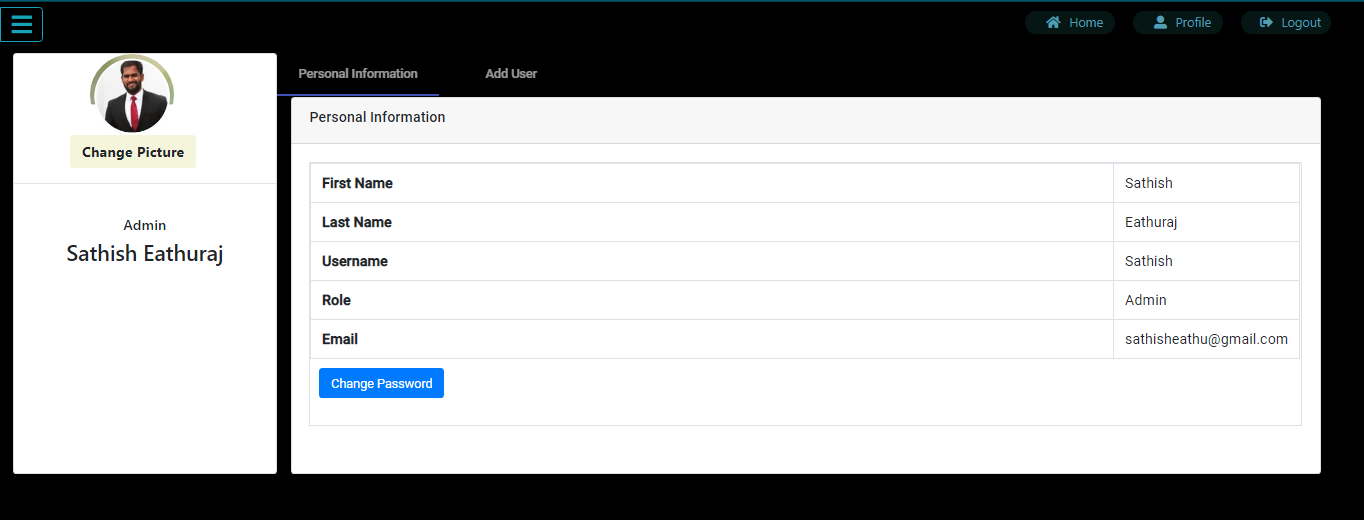 Home
Profile
Logout
Change Picture
Admin
Sathish Eathuraj
Personal Information
Add User
Personal Information
First Name Sathish
Last Name Eathuraj
Username Sathish
Role Admin
Email sathisheathu@gmail.com
Change Password